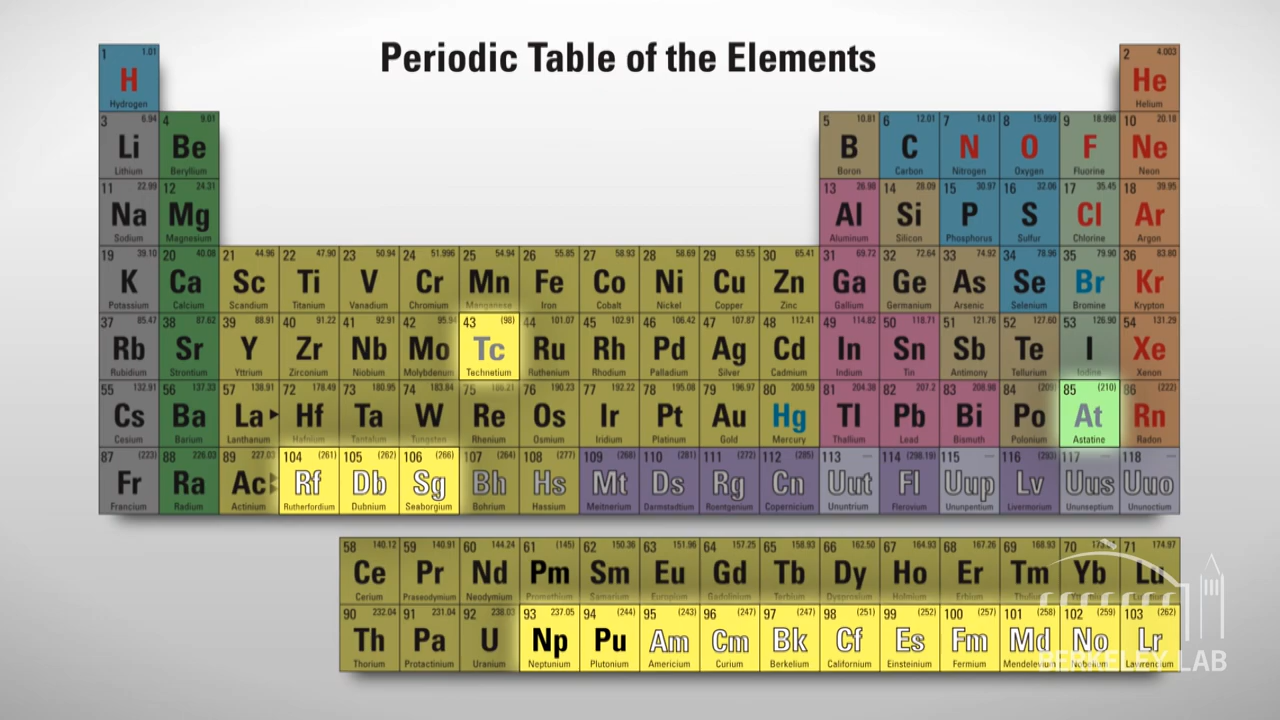 Periodic Table of the Elements
1 1.01 2 4.003
H He
Hydrogen Helium
3 6.94 4 9.01 5 10.81 6 12.01 7 14.01 8 15.999 9 18.998 10 20.18
Li Be B C N O F Ne
Lithium Beryllium Boron Carbon Nitrogen Oxygen Fluorine Neon
11 22.99 12 24.31 13 26.98 14 28.09 15 30.97 16 32.06 17 35.45 18 39.95
Na Mg Al Si P S Cl Ar
Sodium Magnesium Aluminum Silicon Phosphorus Sulfur Chlorine Argon
19 39.10 20 40.08 21 44.96 22 47.90 23 50.94 24 51.996 25 54.94 26 55.85 27 58.93 28 58.69 29 63.55 30 65.41 31 69.72 32 72.64 33 74.92 34 78.96 35 79.90 36 83.80
K Ca Sc Ti V Cr Mn Fe Co Ni Cu Zn Ga Ge As Se Br Kr
Potassium Calcium Scandium Titanium Vanadium Chromium Manganese Iron Cobalt Nickel Copper Zinc Gallium Germanium Arsenic Selenium Bromine Krypton
37 85.47 38 87.62 39 88.91 40 91.22 41 92.91 42 95.94 43 (98) 44 101.07 45 102.91 46 106.42 47 107.87 48 112.41 49 114.82 50 118.71 51 121.76 52 127.60 53 126.90 54 131.29
Rb Sr Y Zr Nb Mo Tc Ru Rh Pd Ag Cd In Sn Sb Te I Xe
Rubidium Strontium Yttrium Zirconium Niobium Molybdenum Technetium Ruthenium Rhodium Palladium Silver Cadmium Indium Tin Antimony Tellurium Iodine Xenon
55 132.91 56 137.33 57 138.91 72 178.49 73 180.95 74 183.84 75 186.21 76 190.23 77 192.22 78 195.08 79 196.97 80 200.59 81 204.38 82 207.2 83 208.98 84 (209) 85 (210) 86 (222)
Cs Ba La Hf Ta W Re Os Ir Pt Au Hg Tl Pb Bi Po At Rn
Cesium Barium Lanthanum Hafnium Tantalum Tungsten Rhenium Osmium Iridium Platinum Gold Mercury Thallium Lead Bismuth Polonium Astatine Radon
87 (223) 88 226.03 89 227.03 104 (261) 105 (262) 106 (266) 107 (264) 108 (277) 109 (268) 110 (281) 111 (272) 112 (285) 113 — 114 (298.19) 115 — 116 (293) 117 — 118
Fr Ra Ac Rf Db Sg Bh Hs Mt Ds Rg Cn Uut Fl Uup Lv Uus Uuo
Francium Radium Actinium Rutherfordium Dubnium Seaborgium Bohrium Hassium Meitnerium Darmstadtium Roentgenium Copernicium Ununtrium Flerovium Ununpentium Livermorium Ununseptium Ununoctium
58 140.12 59 140.91 60 144.24 61 (145) 62 150.36 63 151.96 64 157.25 65 158.93 66 162.50 67 164.93 68 167.26 69 168.93 70 71 174.97
Ce Pr Nd Pm Sm Eu Gd Tb Dy Ho Er Tm Yb Lu
Cerium Praseodymium Neodymium Promethium Samarium Europium Gadolinium Terbium Dysprosium Holmium Erbium Thulium
90 232.04 91 231.04 92 238.03 93 237.05 94 (244) 95 (243) 96 (247) 97 (247) 98 (251) 99 (252) 100 (257) 101 (258) 102 (259) 103 (262)
Th Pa U Np Pu Am Cm Bk Cf Es Fm Md No Lr
Thorium Protactinium Uranium Neptunium Plutonium Americium Curium Berkelium Californium Einsteinium Fermium Mendelevium Nobelium Lawrencium
BERKELEY LAB